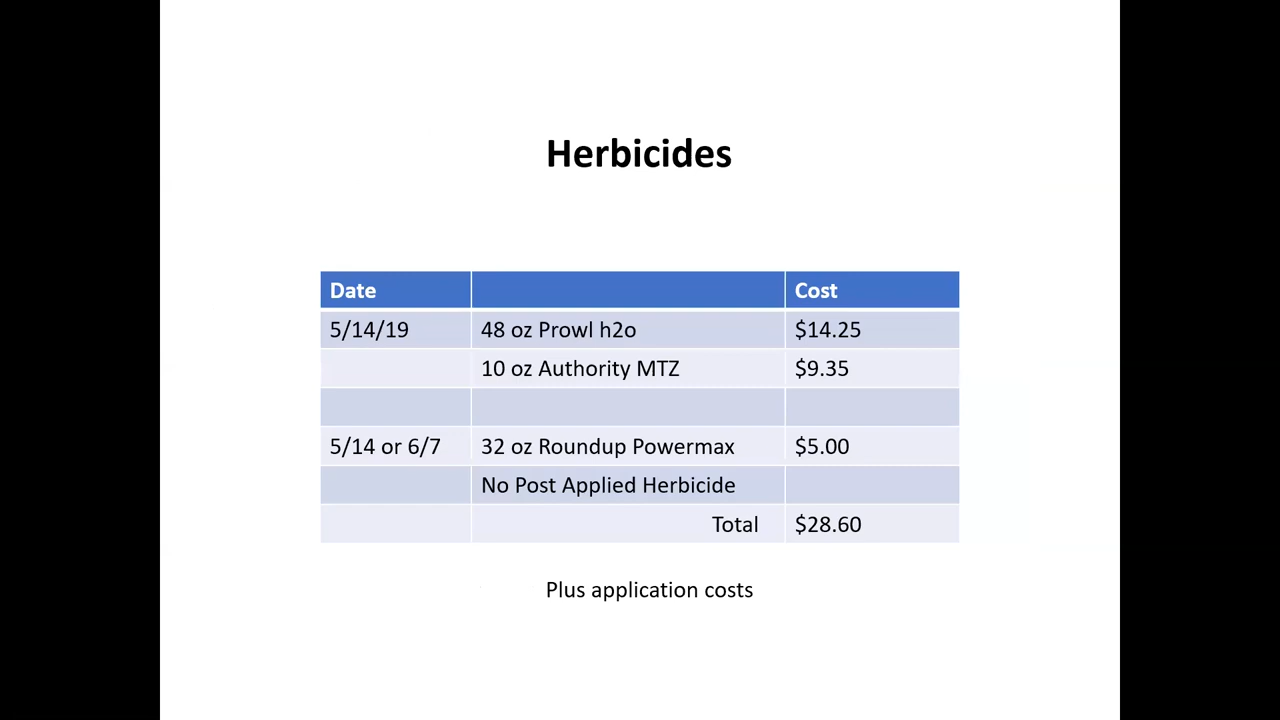 Herbicides
Date Cost
5/14/19 48 oz Prowl h2o $14.25
10 oz Authority MTZ $9.35
5/14 or 6/7 32 oz Roundup Powermax $5.00
No Post Applied Herbicide
Total $28.60
Plus application costs